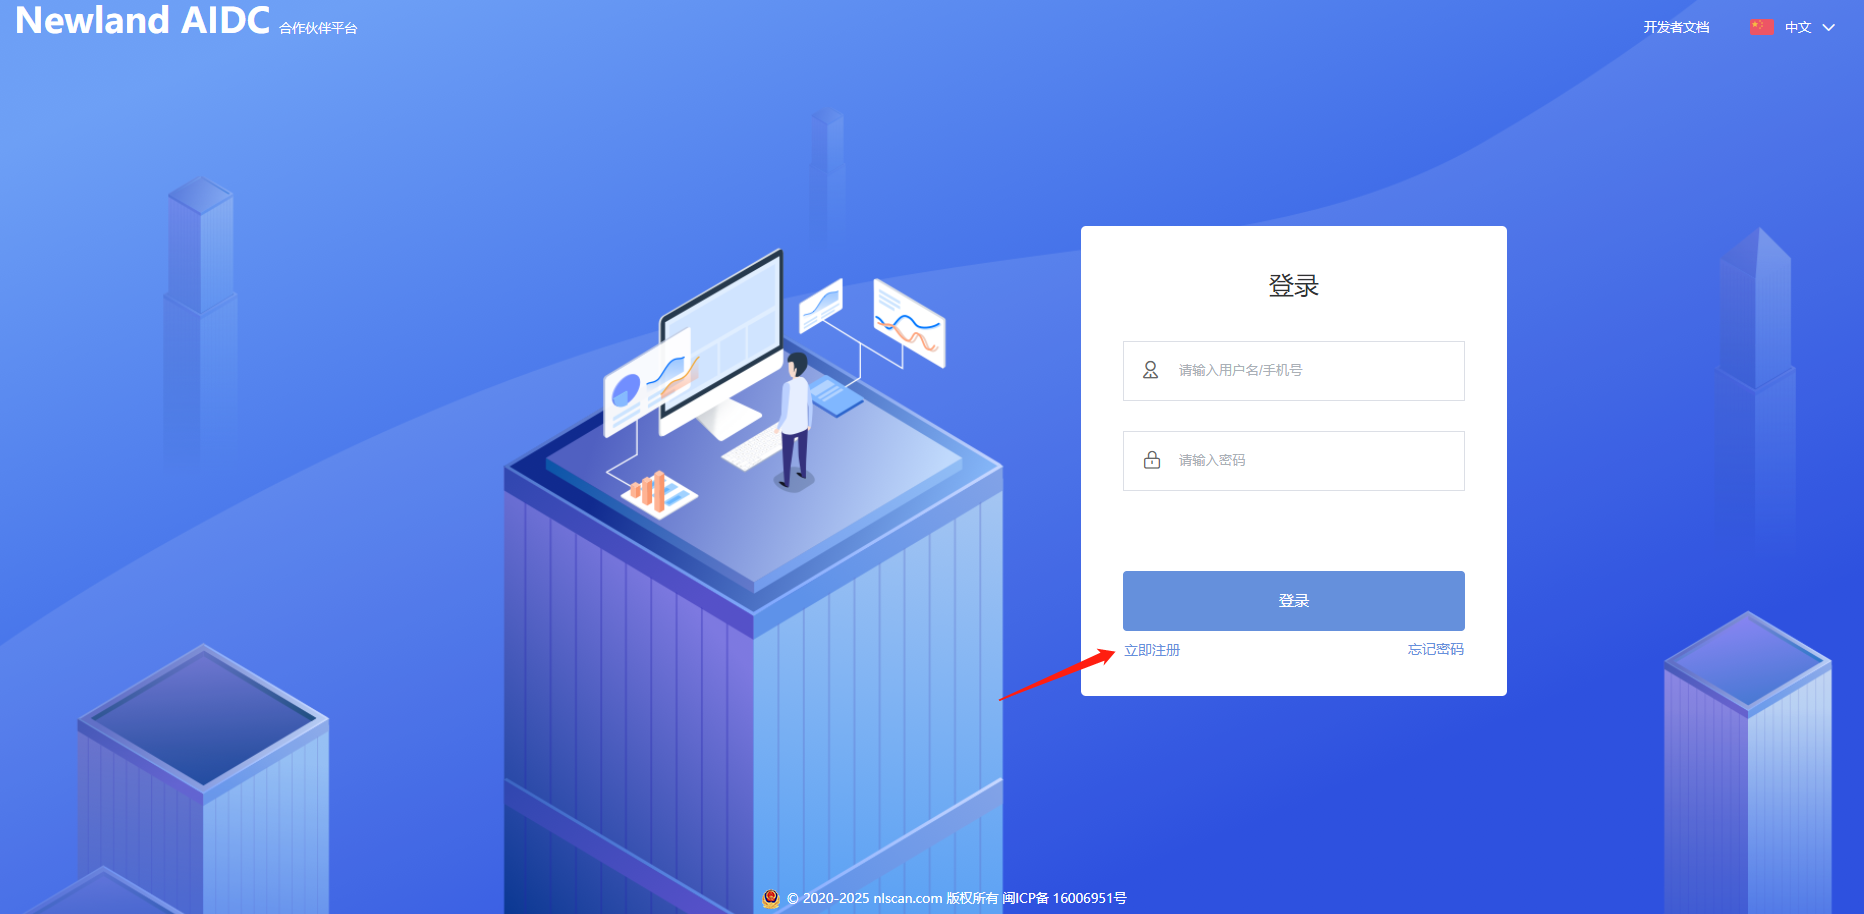 Newland AIDC 合作伙伴平台
开发者文档 中文
登录
请输入用户名/手机号
请输入密码
登录
立即注册 忘记密码
© 2020-2025 nlscan.com 版权所有 闽ICP备 16006951号